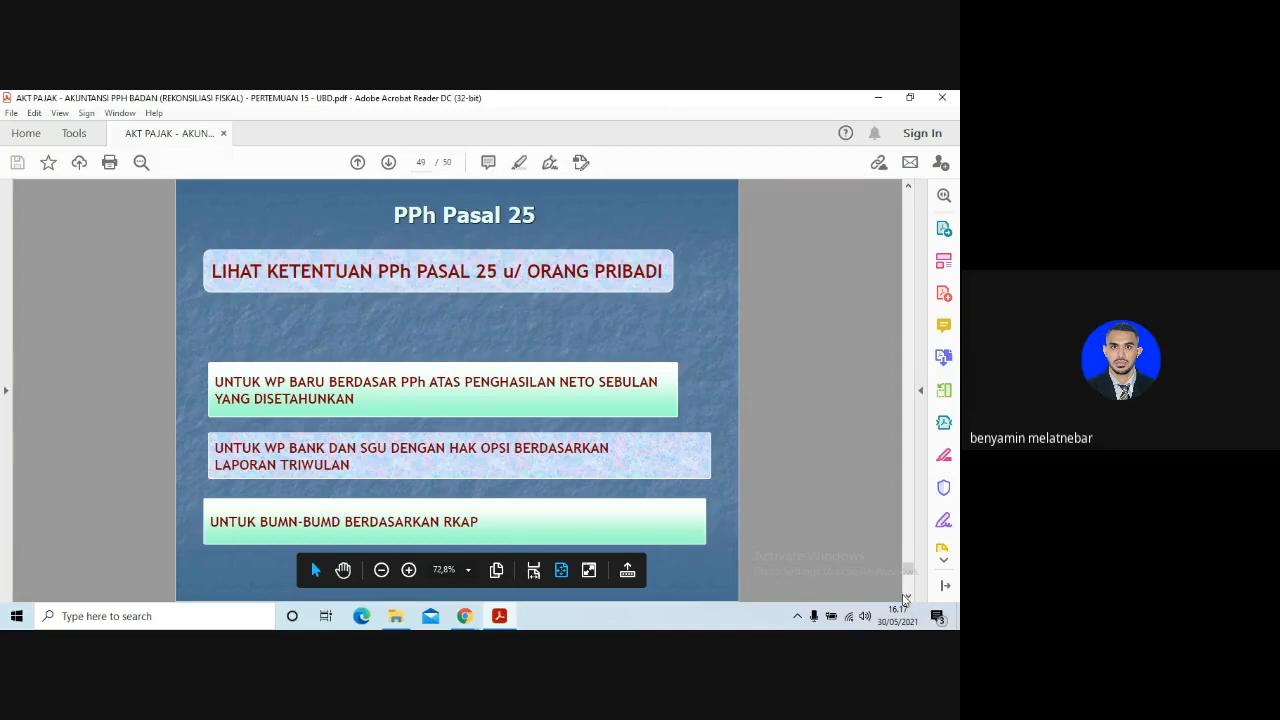 AKT PAJAK - AKUNTANSI PPH BADAN (REKONSILIASI FISKAL) - PERTEMUAN 15 - UBD.pdf - Adobe Acrobat Reader DC (32-bit)
File Edit View Sign Window Help
Home Tools AKT PAJAK - AKUN... Sign In
49 / 50
PPh Pasal 25
LIHAT KETENTUAN PPh PASAL 25 u/ ORANG PRIBADI
UNTUK WP BARU BERDASAR PPh ATAS PENGHASILAN NETO SEBULAN
YANG DISETAHUNKAN
UNTUK WP BANK DAN SGU DENGAN HAK OPSI BERDASARKAN
LAPORAN TRIWULAN
UNTUK BUMN-BUMD BERDASARKAN RKAP
72,8%
Activate Windows
Type here to search
16.17
30/05/2021
3
benyamin melatnebar